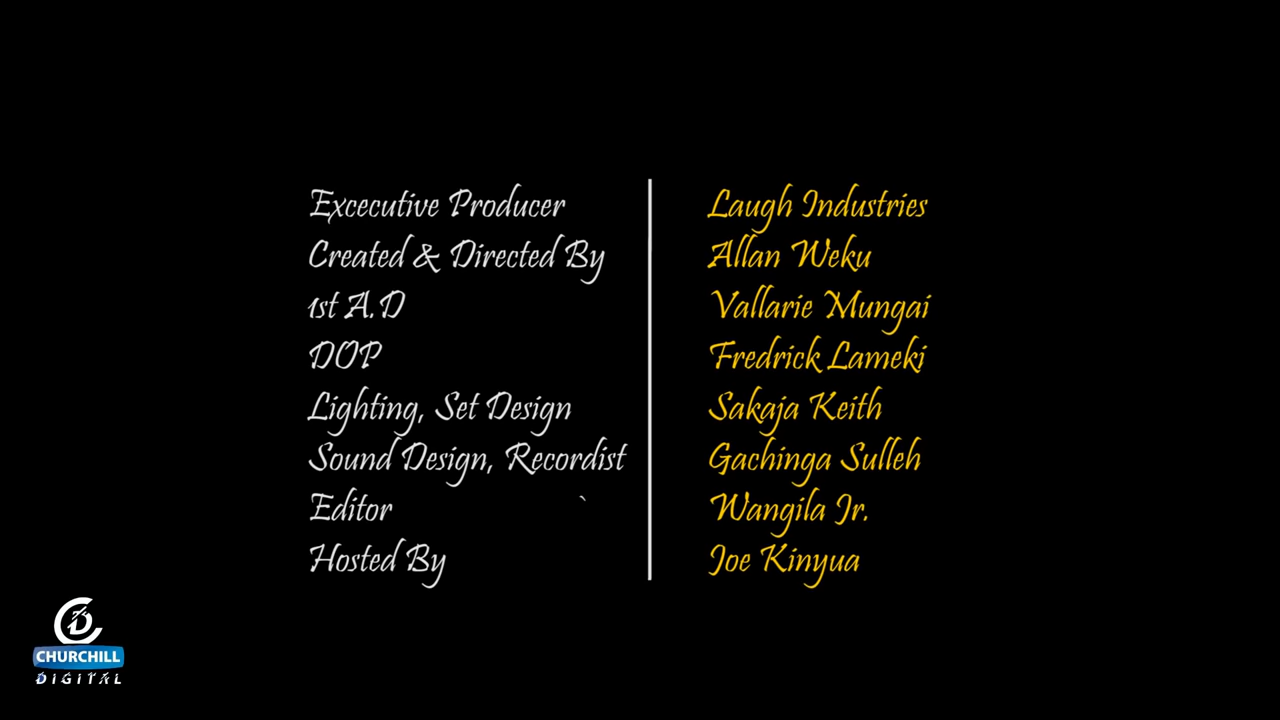 Excecutive Producer Laugh Industries
Created & Directed By Allan Weku
1st A.D Vallarie Mungai
DOP Fredrick Lameki
Lighting, Set Design Sakaja Keith
Sound Design, Recordist Gachinga Sulleh
Editor ` Wangila Jr.
Hosted By Joe Kinyua
CHURCHILL
DIGITAL